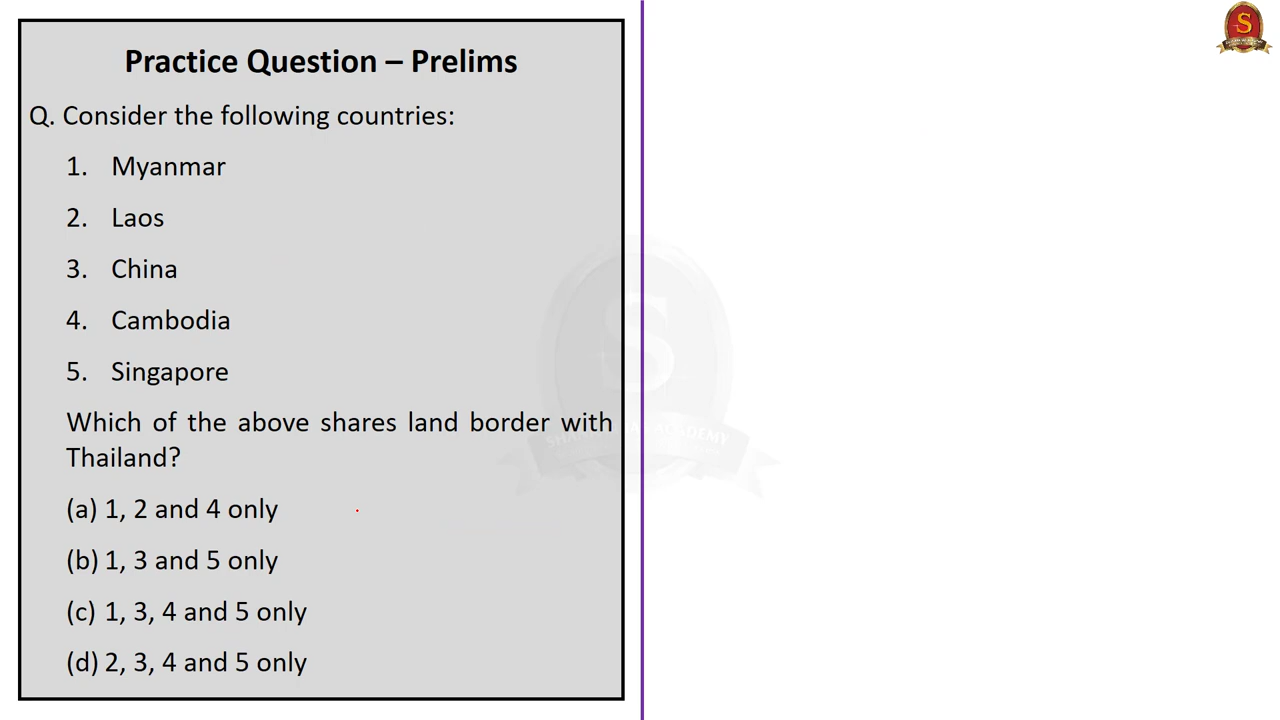 Practice Question – Prelims
Q. Consider the following countries:
1. Myanmar
2. Laos
3. China
4. Cambodia
5. Singapore
Which of the above shares land border with
Thailand?
(a) 1, 2 and 4 only
(b) 1, 3 and 5 only
(c) 1, 3, 4 and 5 only
(d) 2, 3, 4 and 5 only
S
S